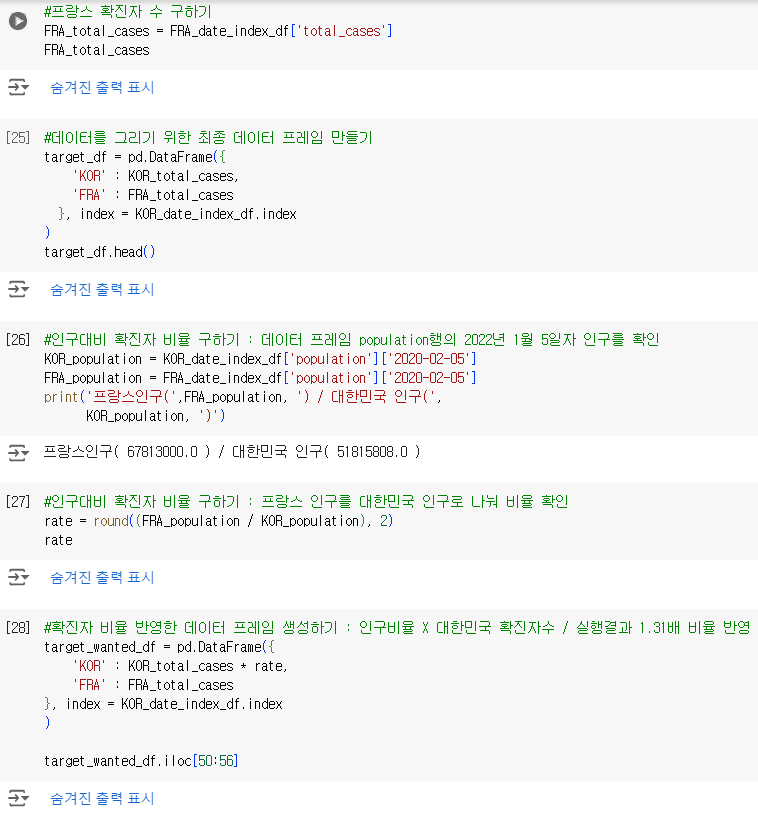 #프랑스 확진자 수 구하기
FRA_total_cases = FRA_date_index_df['total_cases']
FRA_total_cases
숨겨진 출력 표시
[25] #데이터를 그리기 위한 최종 데이터 프레임 만들기
target_df = pd.DataFrame({
'KOR' : KOR_total_cases,
'FRA' : FRA_total_cases
}, index = KOR_date_index_df.index
)
target_df.head()
숨겨진 출력 표시
[26] #인구대비 확진자 비율 구하기 : 데이터 프레임 population행의 2022년 1월 5일자 인구를 확인
KOR_population = KOR_date_index_df['population']['2020-02-05']
FRA_population = FRA_date_index_df['population']['2020-02-05']
print('프랑스인구(',FRA_population, ') / 대한민국 인구(',
KOR_population, ')')
프랑스인구( 67813000.0 ) / 대한민국 인구( 51815808.0 )
[27] #인구대비 확진자 비율 구하기 : 프랑스 인구를 대한민국 인구로 나눠 비율 확인
rate = round((FRA_population / KOR_population), 2)
rate
숨겨진 출력 표시
[28] #확진자 비율 반영한 데이터 프레임 생성하기 : 인구비율 X 대한민국 확진자수 / 실행결과 1.31배 비율 반영
target_wanted_df = pd.DataFrame({
'KOR' : KOR_total_cases * rate,
'FRA' : FRA_total_cases
}, index = KOR_date_index_df.index
)
target_wanted_df.iloc[50:56]
숨겨진 출력 표시